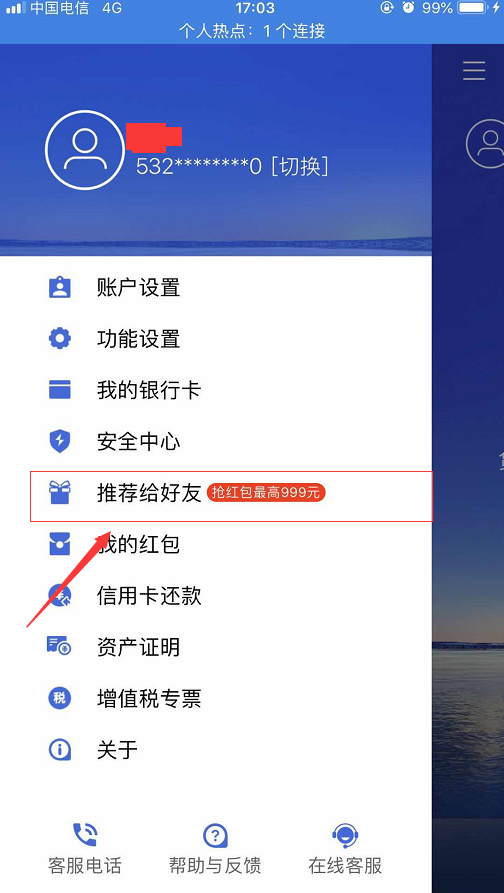 中国电信 4G 17:03 99%
个人热点：1 个连接
532********0 [切换]
账户设置
功能设置
我的银行卡
安全中心
推荐给好友 抢红包最高999元
我的红包
信用卡还款
资产证明
税 增值税专票
关于
客服电话 帮助与反馈 在线客服